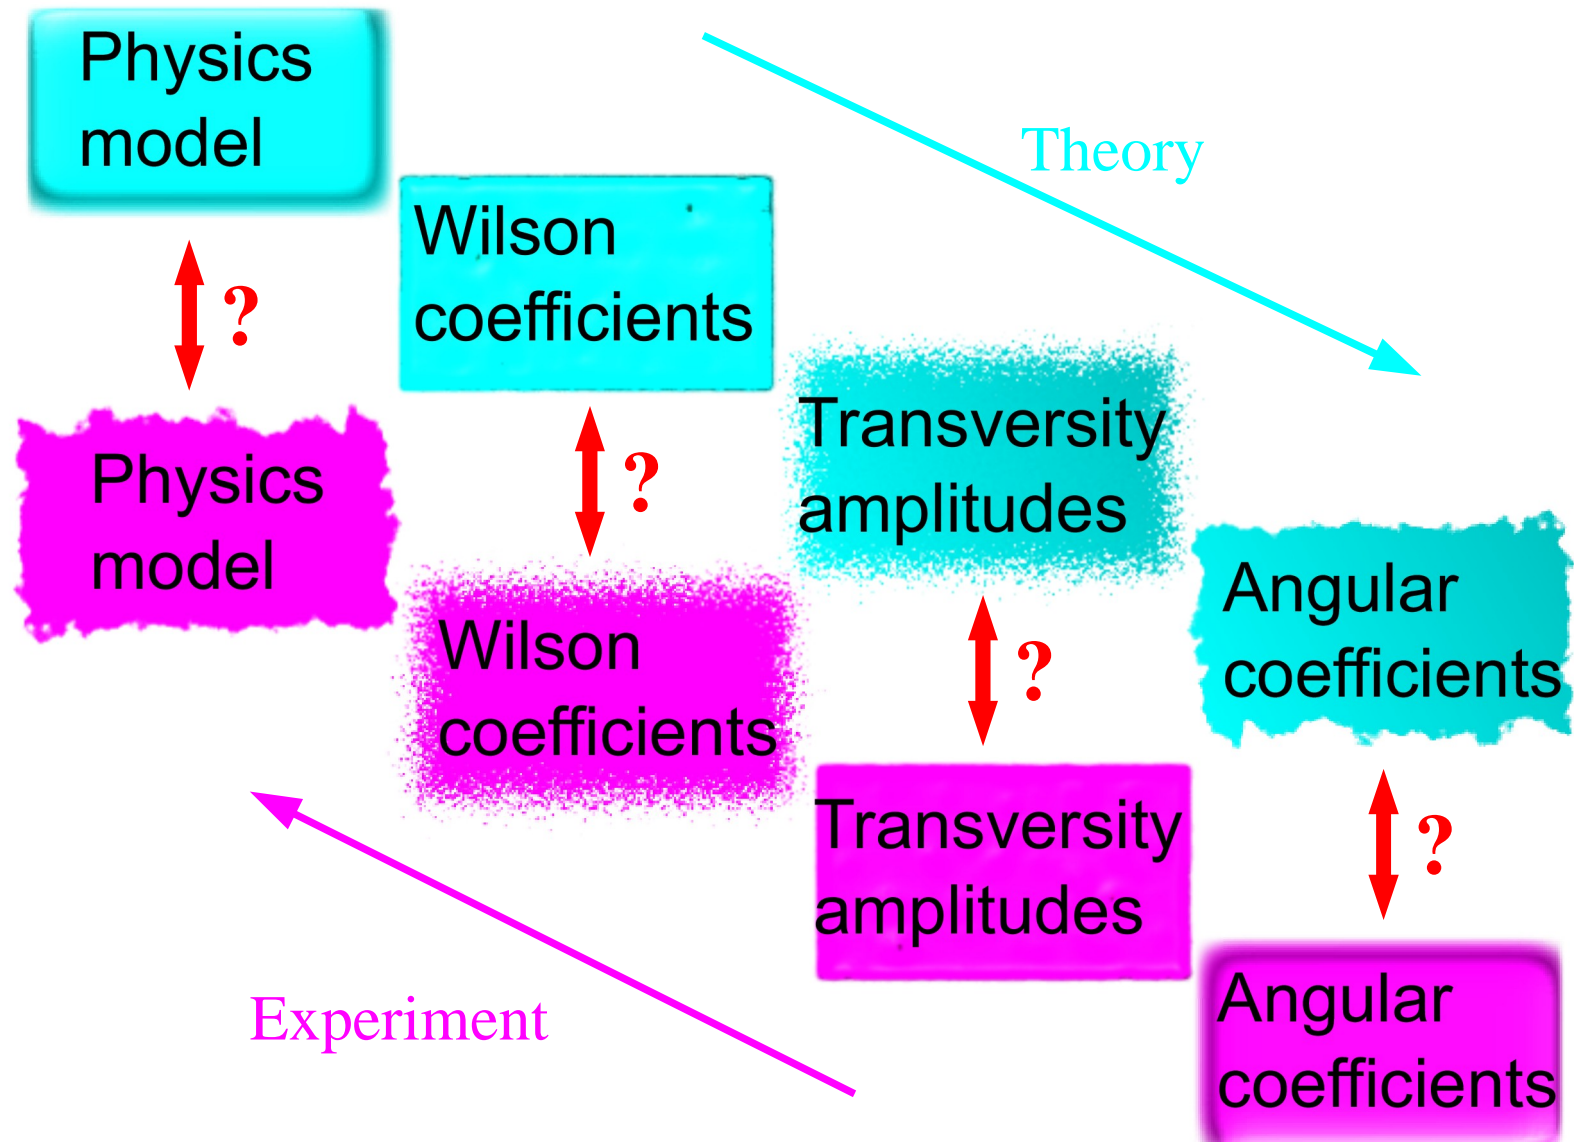 Physics
model
Theory
Wilson
coefficients
?
Transversity
amplitudes
Physics
model
?
Angular
coefficients
Wilson
coefficients
?
Transversity
amplitudes
?
Angular
coefficients
Experiment